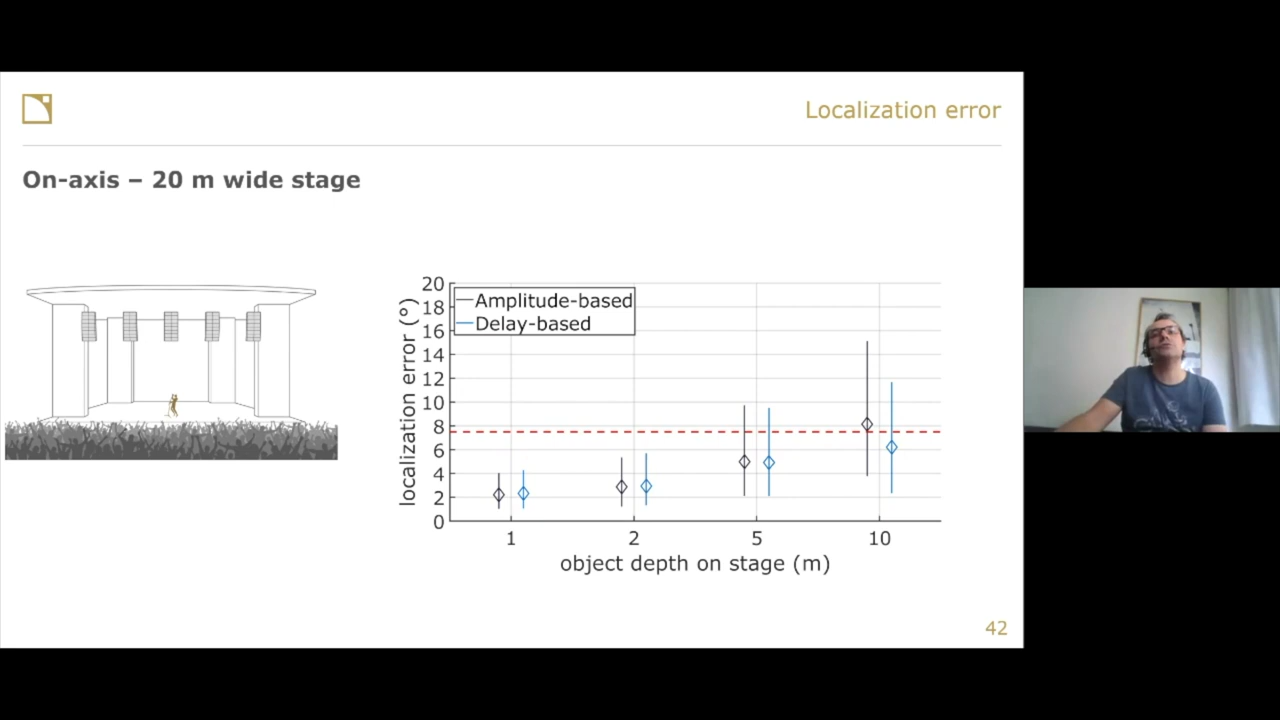 Localization error
On-axis – 20 m wide stage
Amplitude-based
Delay-based
localization error (°)
20
18
16
14
12
10
8
6
4
2
0
1 2 5 10
object depth on stage (m)
42